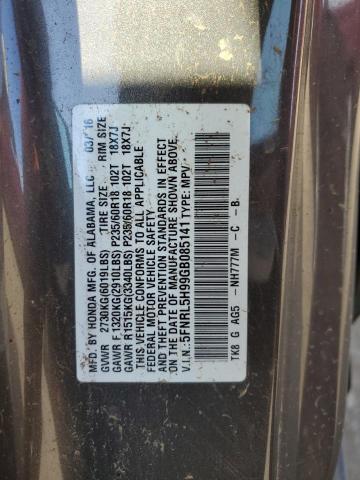 MFD. BY HONDA MFG. OF ALABAMA, LLC 03/16
GVWR 2730KG(6019LBS) TIRE SIZE RIM SIZE
GAWR F 1320KG(2910LBS) P235/60R18 102T 18X7J
GAWR R1515KG(3340LBS) P235/60R18 102T 18X7J
THIS VEHICLE CONFORMS TO ALL APPLICABLE
FEDERAL MOTOR VEHICLE SAFETY
AND THEFT PREVENTION STANDARDS IN EFFECT
ON THE DATE OF MANUFACTURE SHOWN ABOVE.
V.I.N.: 5FNRL5H99GB085141 TYPE: MPV
TK8 G AG5 -NH777M -C -B.